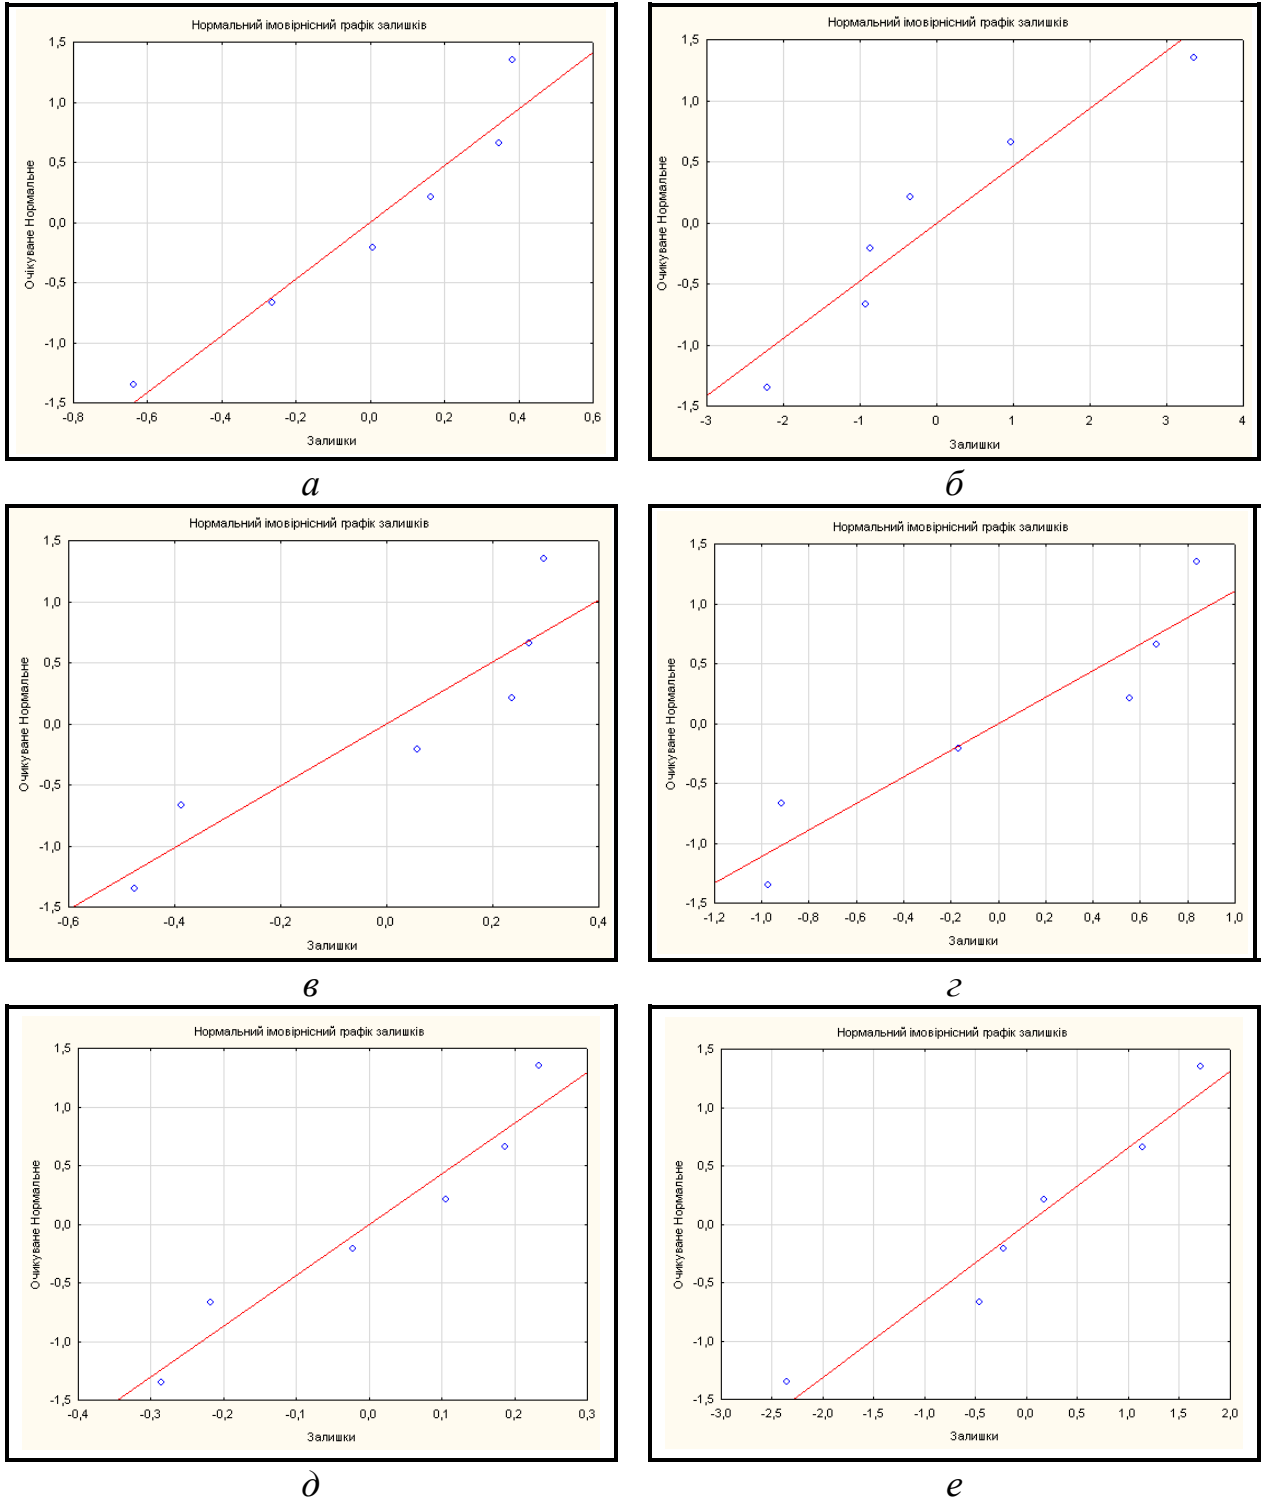 Нормальний імовірнісний графік залишків
1,5
1,0
0,5
0,0
-0,5
-1,0
-1,5
Очікуване Нормальне
-0,8 -0,6 -0,4 -0,2 0,0 0,2 0,4 0,6
Залишки
а
Нормальний імовірнісний графік залишків
1,5
1,0
0,5
0,0
-0,5
-1,0
-1,5
Очикуване Нормальне
-3 -2 -1 0 1 2 3 4
Залишки
б
Нормальний імовірнісний графік залишків
1,5
1,0
0,5
0,0
-0,5
-1,0
-1,5
Очикуване Нормальне
-0,6 -0,4 -0,2 0,0 0,2 0,4
Залишки
в
Нормальний імовірнісний графік залишків
1,5
1,0
0,5
0,0
-0,5
-1,0
-1,5
Очикуване Нормальне
-1,2 -1,0 -0,8 -0,6 -0,4 -0,2 0,0 0,2 0,4 0,6 0,8 1,0
Залишки
г
Нормальний імовірнісний графік залишків
1,5
1,0
0,5
0,0
-0,5
-1,0
-1,5
Очикуване Нормальне
-0,4 -0,3 -0,2 -0,1 0,0 0,1 0,2 0,3
Залишки
д
Нормальний імовірнісний графік залишків
1,5
1,0
0,5
0,0
-0,5
-1,0
-1,5
Очикуване Нормальне
-3,0 -2,5 -2,0 -1,5 -1,0 -0,5 0,0 0,5 1,0 1,5 2,0
Залишки
е